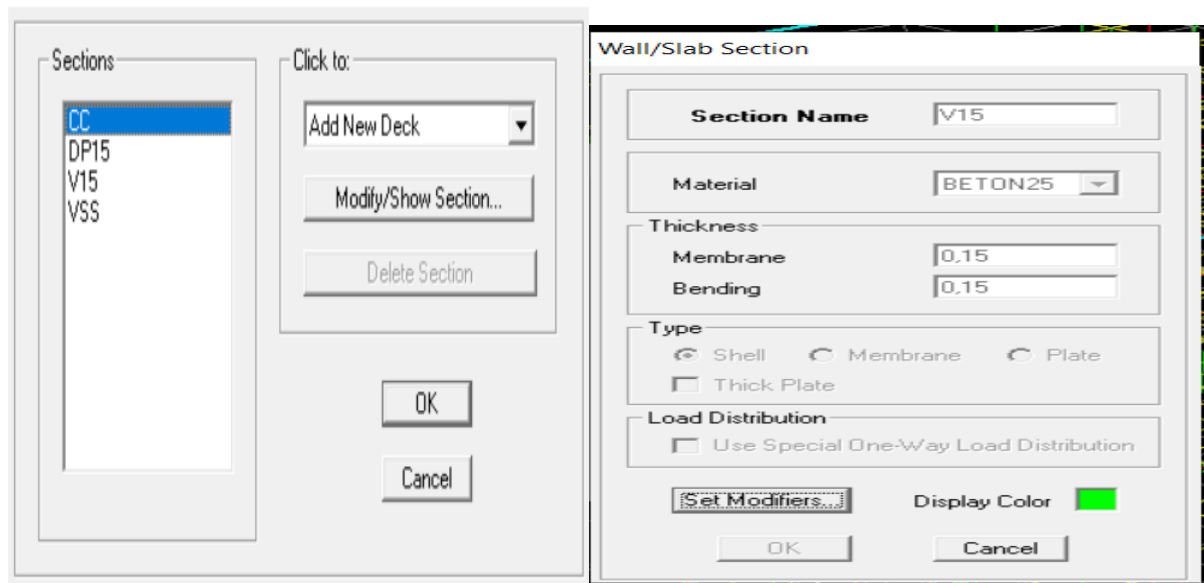 Sections
CC
DP15
V15
VSS
Click to:
Add New Deck
Modify/Show Section...
Delete Section
OK
Cancel
Wall/Slab Section
Section Name V15
Material BETON25
Thickness
Membrane 0,15
Bending 0,15
Type
Shell Membrane Plate
Thick Plate
Load Distribution
Use Special One-Way Load Distribution
Set Modifiers... Display Color
OK Cancel